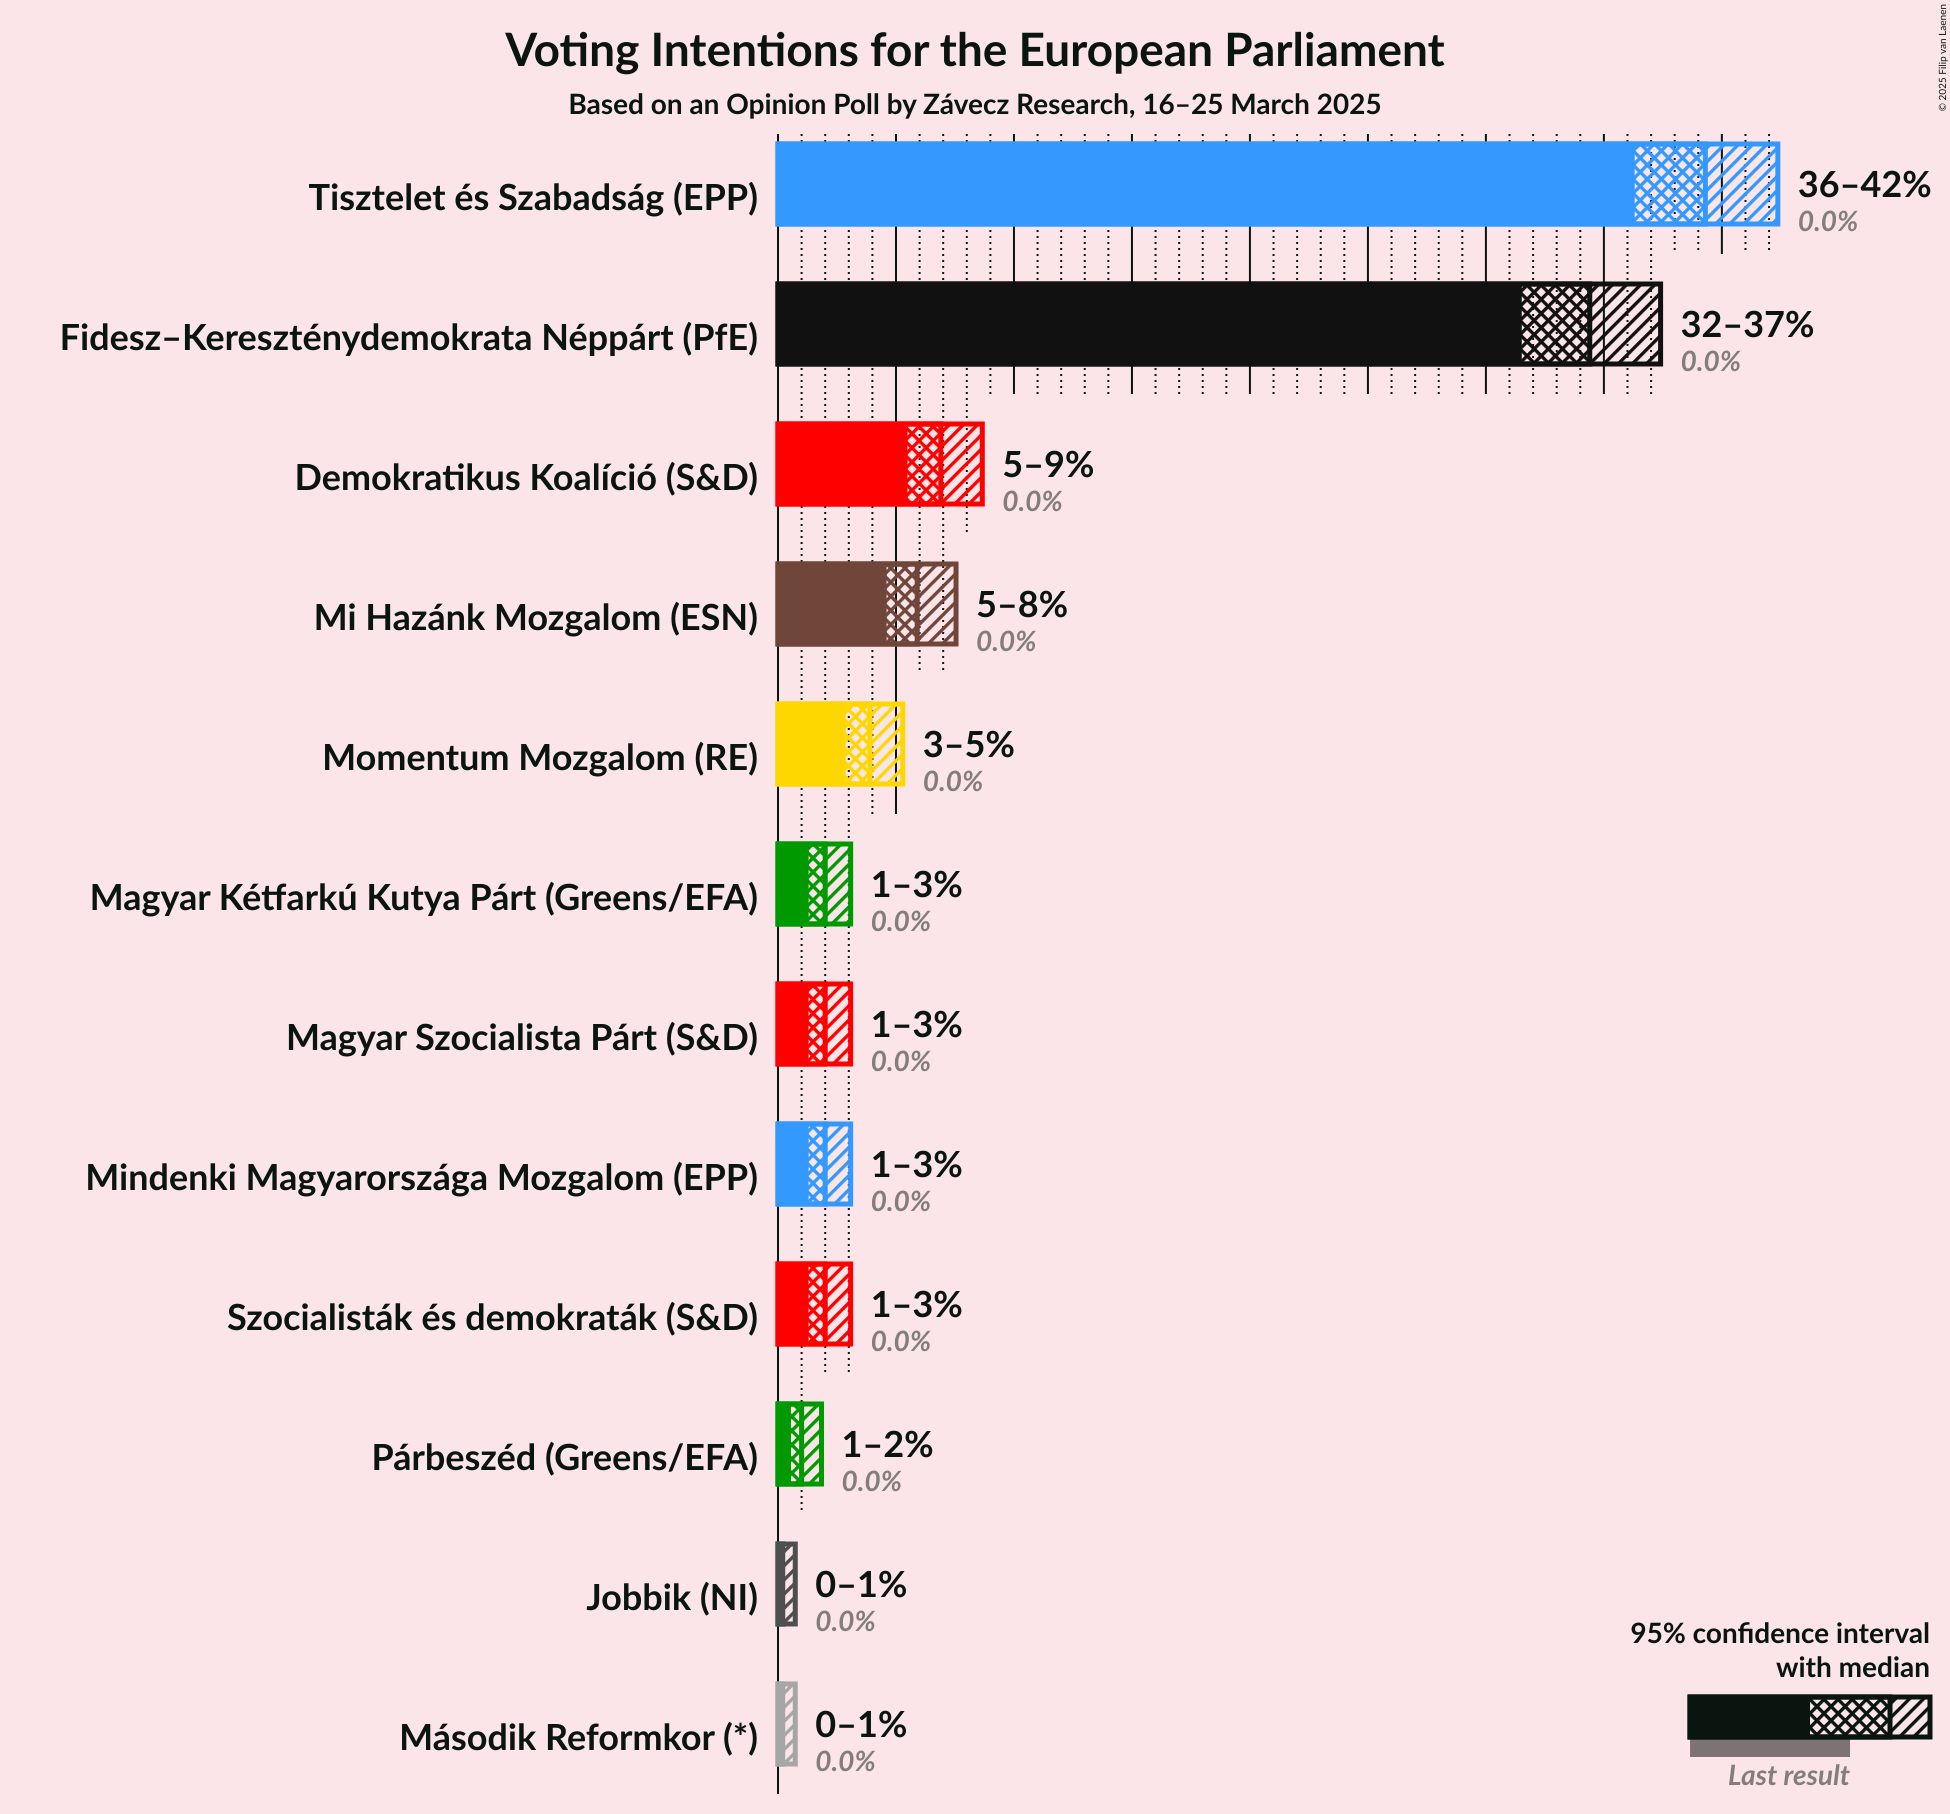 Voting Intentions for the European Parliament
Based on an Opinion Poll by Závecz Research, 16–25 March 2025
© 2025 Filip van Laenen
Tisztelet és Szabadság (EPP)
36–42%
0.0%
Fidesz–Kereszténydemokrata Néppárt (PfE)
32–37%
0.0%
Demokratikus Koalíció (S&D)
5–9%
0.0%
Mi Hazánk Mozgalom (ESN)
5–8%
0.0%
Momentum Mozgalom (RE)
3–5%
0.0%
Magyar Kétfarkú Kutya Párt (Greens/EFA)
1–3%
0.0%
Magyar Szocialista Párt (S&D)
1–3%
0.0%
Mindenki Magyarországa Mozgalom (EPP)
1–3%
0.0%
Szocialisták és demokraták (S&D)
1–3%
0.0%
Párbeszéd (Greens/EFA)
1–2%
0.0%
Jobbik (NI)
0–1%
0.0%
Második Reformkor (*)
0–1%
0.0%
95% confidence interval
with median
Last result